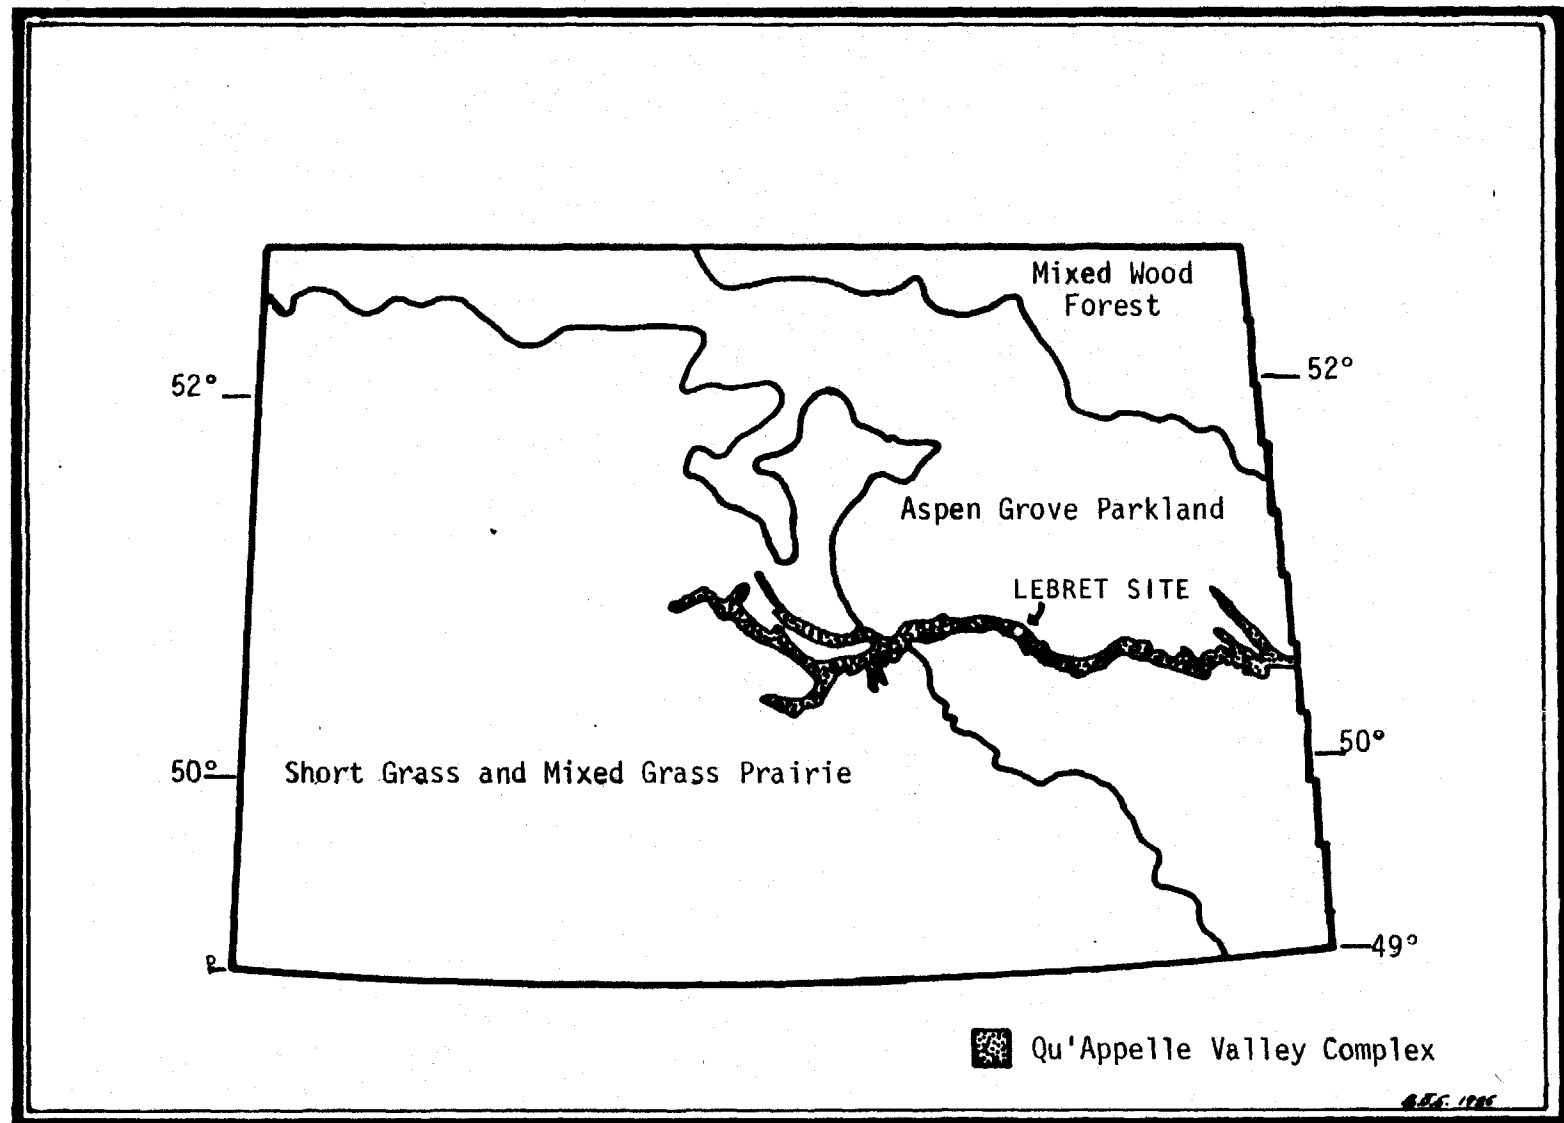 Mixed Wood
Forest
52°
52°
Aspen Grove Parkland
LEBRET SITE
50°
50°
Short Grass and Mixed Grass Prairie
49°
Qu'Appelle Valley Complex